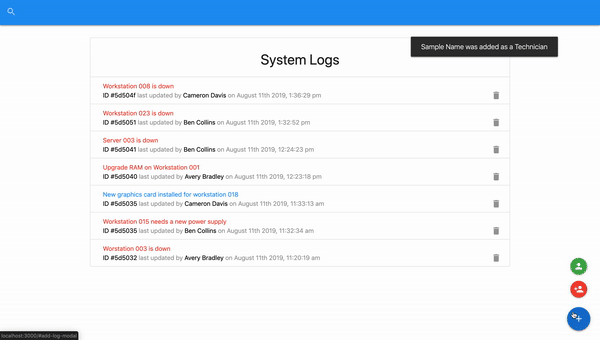 Sample Name was added as a Technician
System Logs
Workstation 008 is down
ID #5d504f last updated by Cameron Davis on August 11th 2019, 1:36:29 pm
Workstation 023 is down
ID #5d5051 last updated by Ben Collins on August 11th 2019, 1:32:52 pm
Server 003 is down
ID #5d5041 last updated by Ben Collins on August 11th 2019, 12:24:23 pm
Upgrade RAM on Workstation 001
ID #5d5040 last updated by Avery Bradley on August 11th 2019, 12:23:18 pm
New graphics card installed for workstation 018
ID #5d5035 last updated by Cameron Davis on August 11th 2019, 11:33:13 am
Workstation 015 needs a new power supply
ID #5d5035 last updated by Ben Collins on August 11th 2019, 11:32:34 am
Worstation 003 is down
ID #5d5032 last updated by Avery Bradley on August 11th 2019, 11:20:19 am
localhost:3000/#add-log-modal